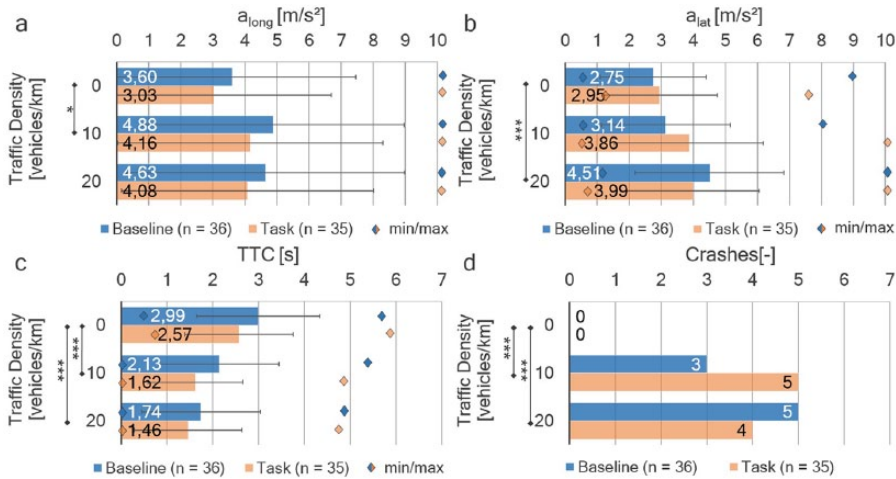 a
a_long [m/s²]
0 1 2 3 4 5 6 7 8 9 10
Traffic Density
[vehicles/km]
0
10
20
*
3,60
3,03
4,88
4,16
4,63
4,08
Baseline (n = 36) Task (n = 35) min/max
b
a_lat [m/s²]
0 1 2 3 4 5 6 7 8 9 10
Traffic Density
[vehicles/km]
0
10
20
***
2,75
2,95
3,14
3,86
4,51
3,99
Baseline (n = 36) Task (n = 35) min/max
c
TTC [s]
0 1 2 3 4 5 6 7
Traffic Density
[vehicles/km]
0
10
20
***
***
2,99
2,57
2,13
1,62
1,74
1,46
Baseline (n = 36) Task (n = 35) min/max
d
Crashes[-]
0 1 2 3 4 5 6 7
Traffic Density
[vehicles/km]
0
10
20
***
***
0
0
3
5
5
4
Baseline (n = 36) Task (n = 35)